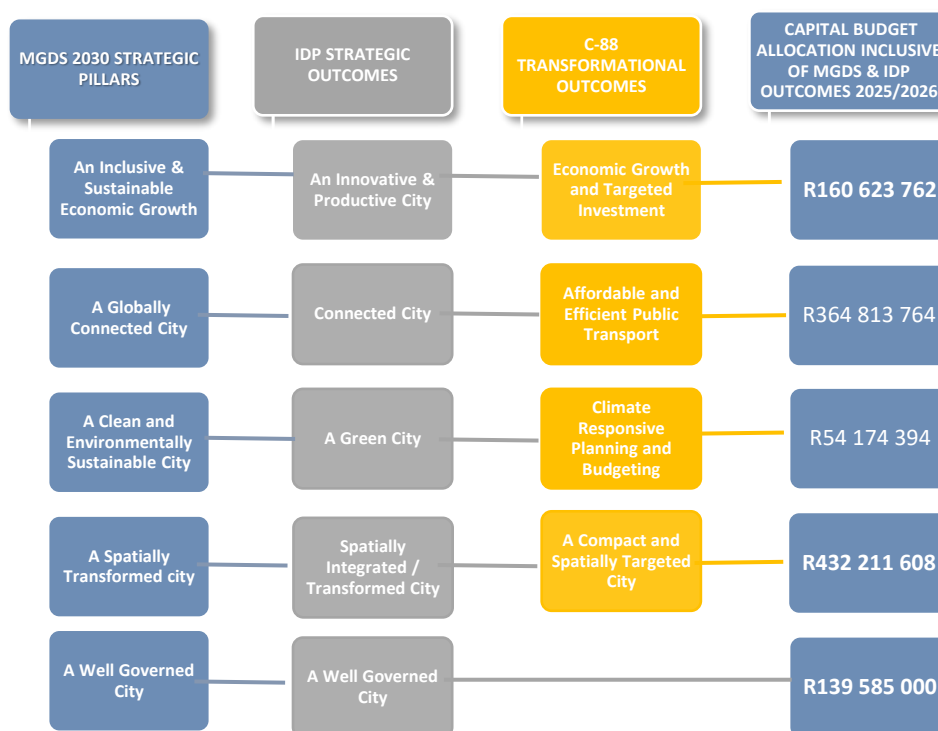 MGDS 2030 STRATEGIC
PILLARS
IDP STRATEGIC
OUTCOMES
C-88
TRANSFORMATIONAL
OUTCOMES
CAPITAL BUDGET
ALLOCATION INCLUSIVE
OF MGDS & IDP
OUTCOMES 2025/2026
An Inclusive &
Sustainable
Economic Growth
An Innovative &
Productive City
Economic Growth
and Targeted
Investment
R160 623 762
A Globally
Connected City
Connected City
Affordable and
Efficient Public
Transport
R364 813 764
A Clean and
Environmentally
Sustainable City
A Green City
Climate
Responsive
Planning and
Budgeting
R54 174 394
A Spatially
Transformed city
Spatially
Integrated /
Transformed City
A Compact and
Spatially Targeted
City
R432 211 608
A Well Governed
City
A Well Governed
City
R139 585 000